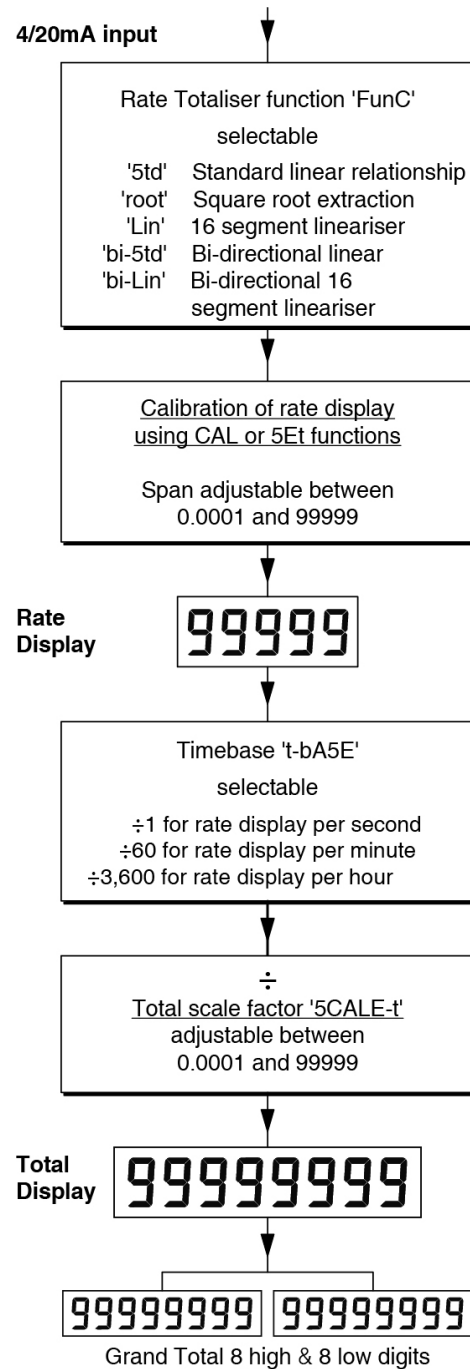 4/20mA input
Rate Totaliser function 'FunC'
selectable
'5td' Standard linear relationship
'root' Square root extraction
'Lin' 16 segment lineariser
'bi-5td' Bi-directional linear
'bi-Lin' Bi-directional 16
segment lineariser
Calibration of rate display
using CAL or 5Et functions
Span adjustable between
0.0001 and 99999
Rate
Display
99999
Timebase 't-bA5E'
selectable
÷1 for rate display per second
÷60 for rate display per minute
÷3,600 for rate display per hour
÷
Total scale factor '5CALE-t'
adjustable between
0.0001 and 99999
Total
Display
99999999
99999999 99999999
Grand Total 8 high & 8 low digits